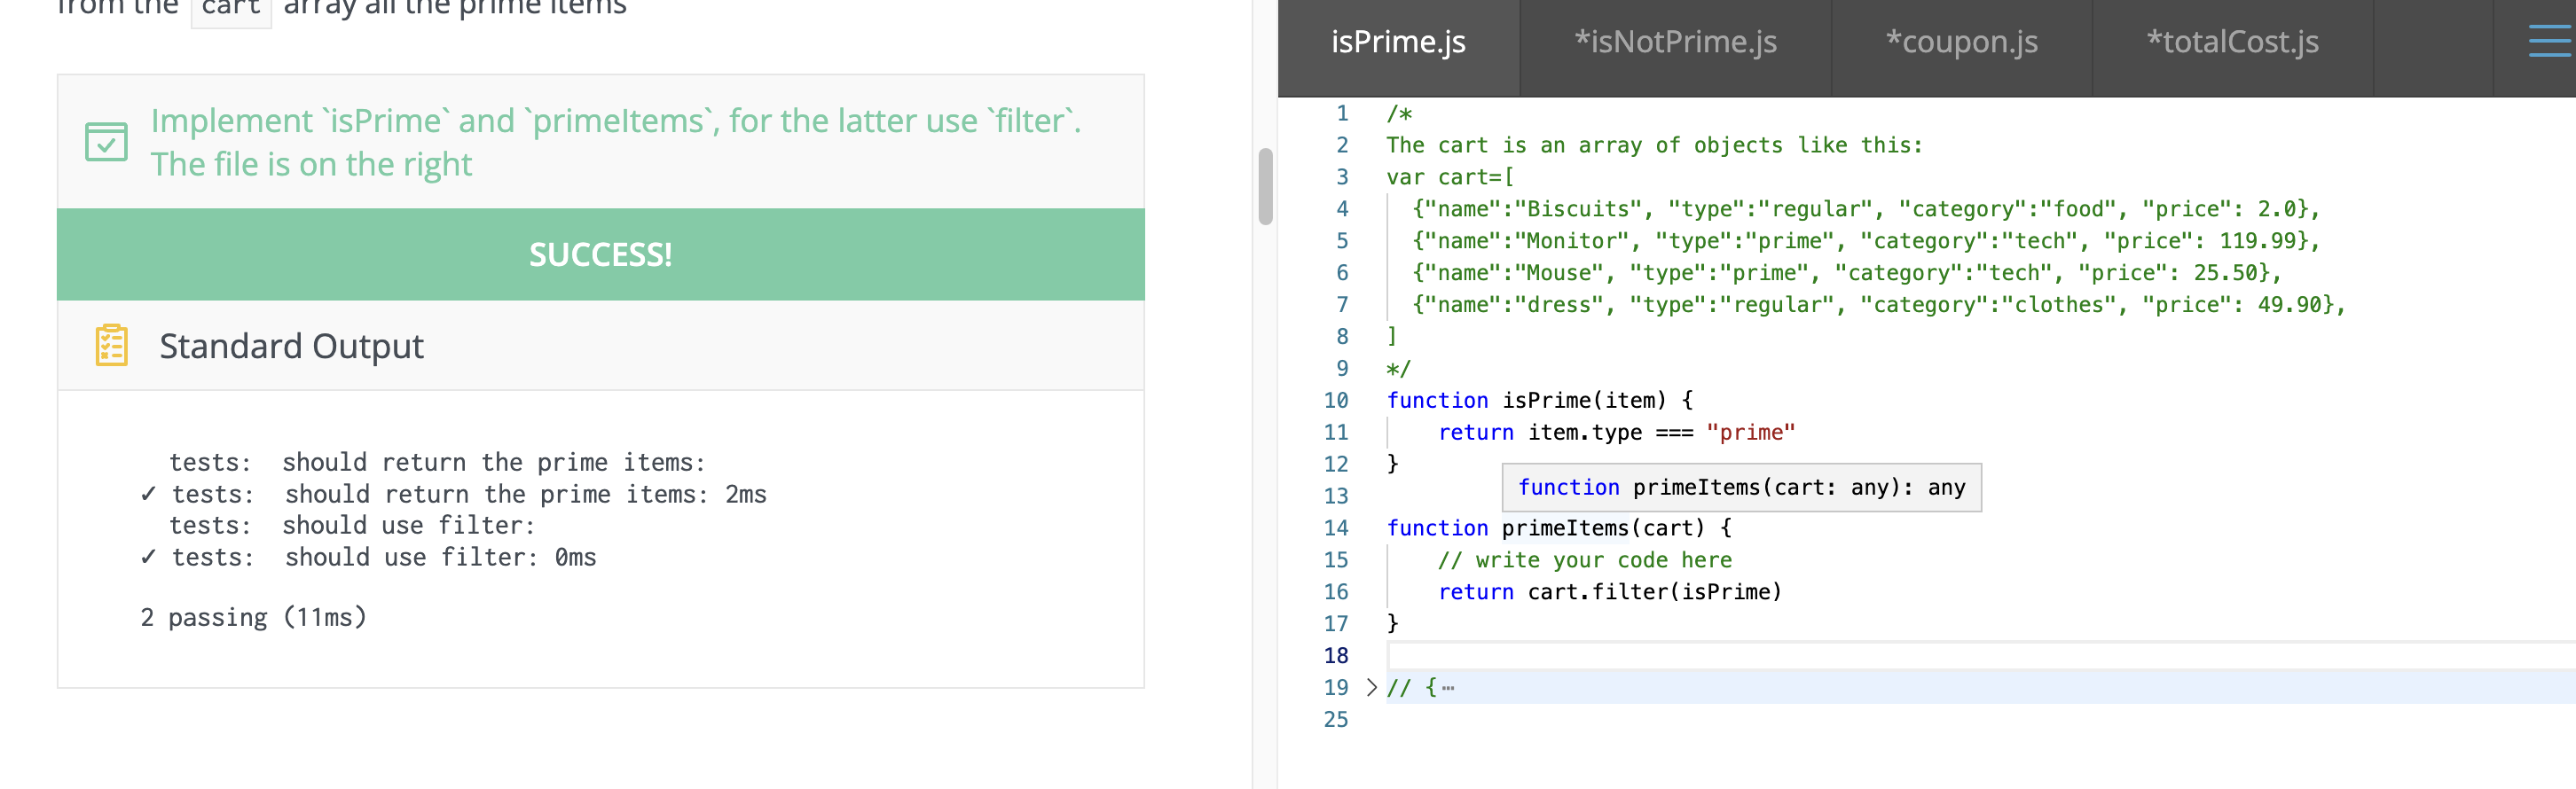 from the cart array all the prime items
Implement `isPrime` and `primeItems`, for the latter use `filter`.
The file is on the right
SUCCESS!
Standard Output
tests:  should return the prime items:
✓ tests:  should return the prime items: 2ms
tests:  should use filter:
✓ tests:  should use filter: 0ms
2 passing (11ms)
isPrime.js
*isNotPrime.js
*coupon.js
*totalCost.js
1 /*
2 The cart is an array of objects like this:
3 var cart=[
4 {"name":"Biscuits", "type":"regular", "category":"food", "price": 2.0},
5 {"name":"Monitor", "type":"prime", "category":"tech", "price": 119.99},
6 {"name":"Mouse", "type":"prime", "category":"tech", "price": 25.50},
7 {"name":"dress", "type":"regular", "category":"clothes", "price": 49.90},
8 ]
9 */
10 function isPrime(item) {
11 return item.type === "prime"
12 }
function primeItems(cart: any): any
13
14 function primeItems(cart) {
15 // write your code here
16 return cart.filter(isPrime)
17 }
18
19 // {⋯
25